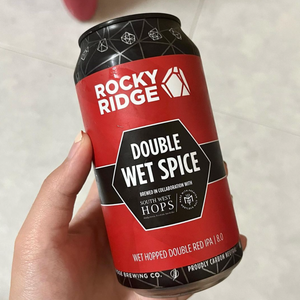 ROCKY
RIDGE
DOUBLE
WET SPICE
BREWED IN COLLABORATION WITH
SOUTH WEST
HOPS
WET HOPPED DOUBLE RED IPA / 8.0
BREWING CO.
PROUDLY CARBON